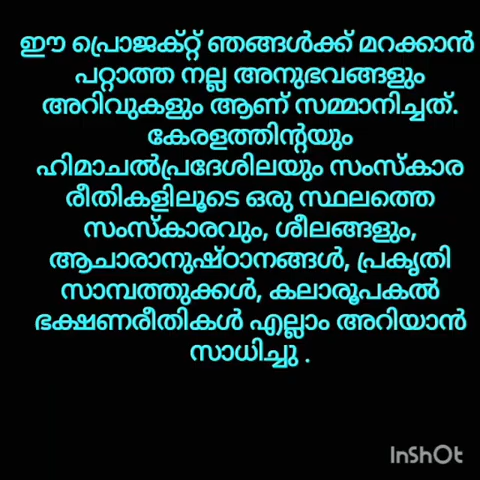 ഈ പ്രൊജക്റ്റ് ഞങ്ങൾക്ക് മറക്കാൻ
പറ്റാത്ത നല്ല അനുഭവങ്ങളും
അറിവുകളും ആണ് സമ്മാനിച്ചത്.
കേരളത്തിന്റയും
ഹിമാചൽപ്രദേശിലയും സംസ്കാര
രീതികളിലൂടെ ഒരു സ്ഥലത്തെ
സംസ്കാരവും, ശീലങ്ങളും,
ആചാരാനുഷ്ഠാനങ്ങൾ, പ്രകൃതി
സാമ്പത്തുക്കൾ, കലാരൂപകൽ
ഭക്ഷണരീതികൾ എല്ലാം അറിയാൻ
സാധിച്ചു .
InShOt